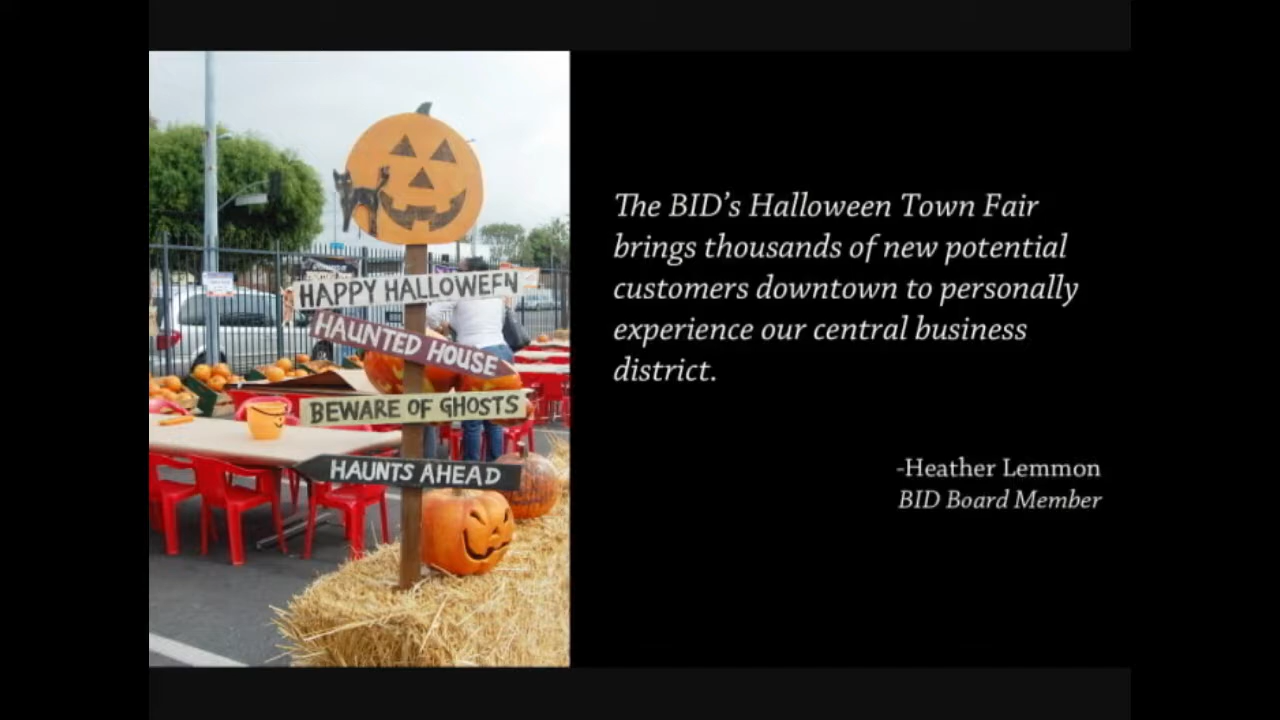 HAPPY HALLOWEEN
HAUNTED HOUSE
BEWARE OF GHOSTS
HAUNTS AHEAD
The BID’s Halloween Town Fair
brings thousands of new potential
customers downtown to personally
experience our central business
district.
-Heather Lemmon
BID Board Member